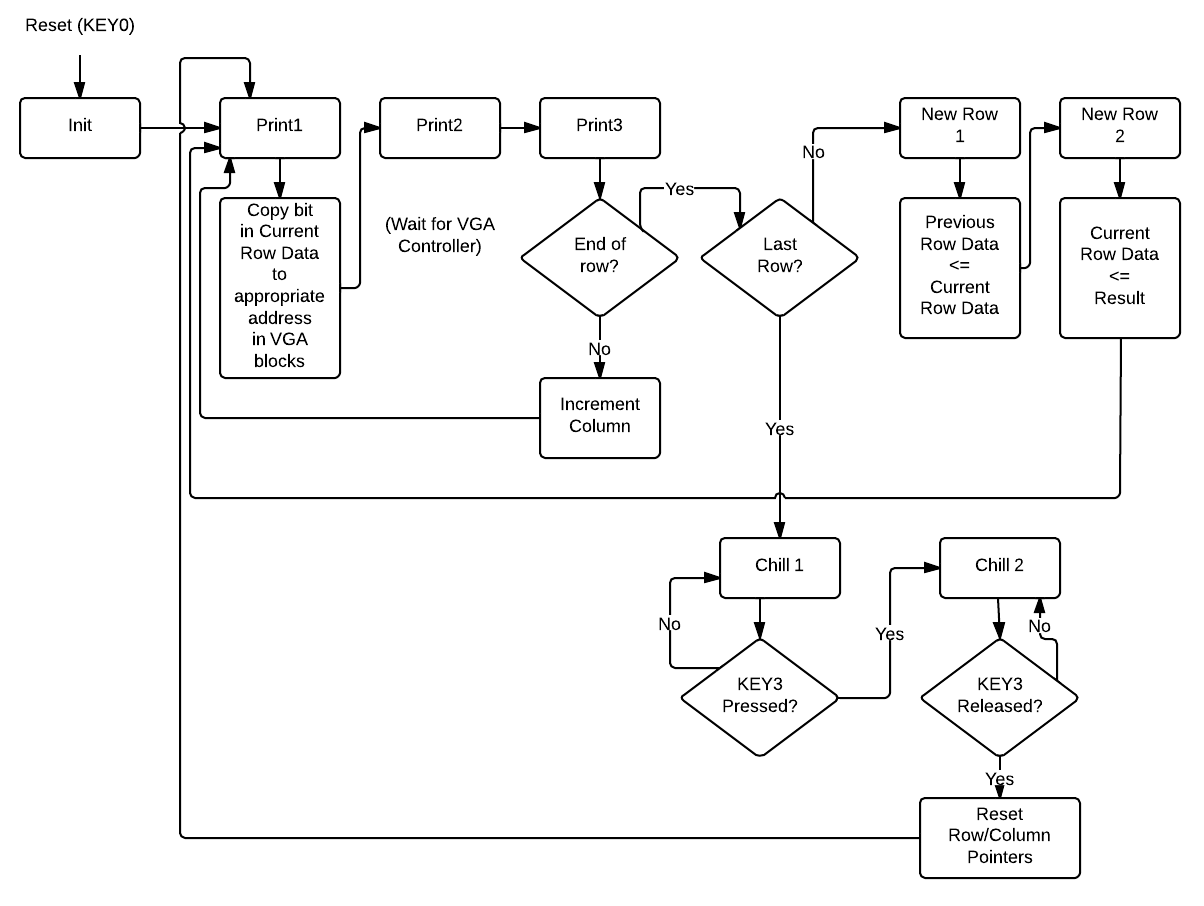 Reset (KEY0)
Init
Print1
Print2
Print3
New Row
1
New Row
2
No
Yes
Copy bit
in Current
Row Data
to
appropriate
address
in VGA
blocks
(Wait for VGA
Controller)
End of
row?
Last
Row?
Previous
Row Data
<=
Current
Row Data
Current
Row Data
<=
Result
No
Increment
Column
Yes
Chill 1
Chill 2
No
Yes
No
KEY3
Pressed?
KEY3
Released?
Yes
Reset
Row/Column
Pointers